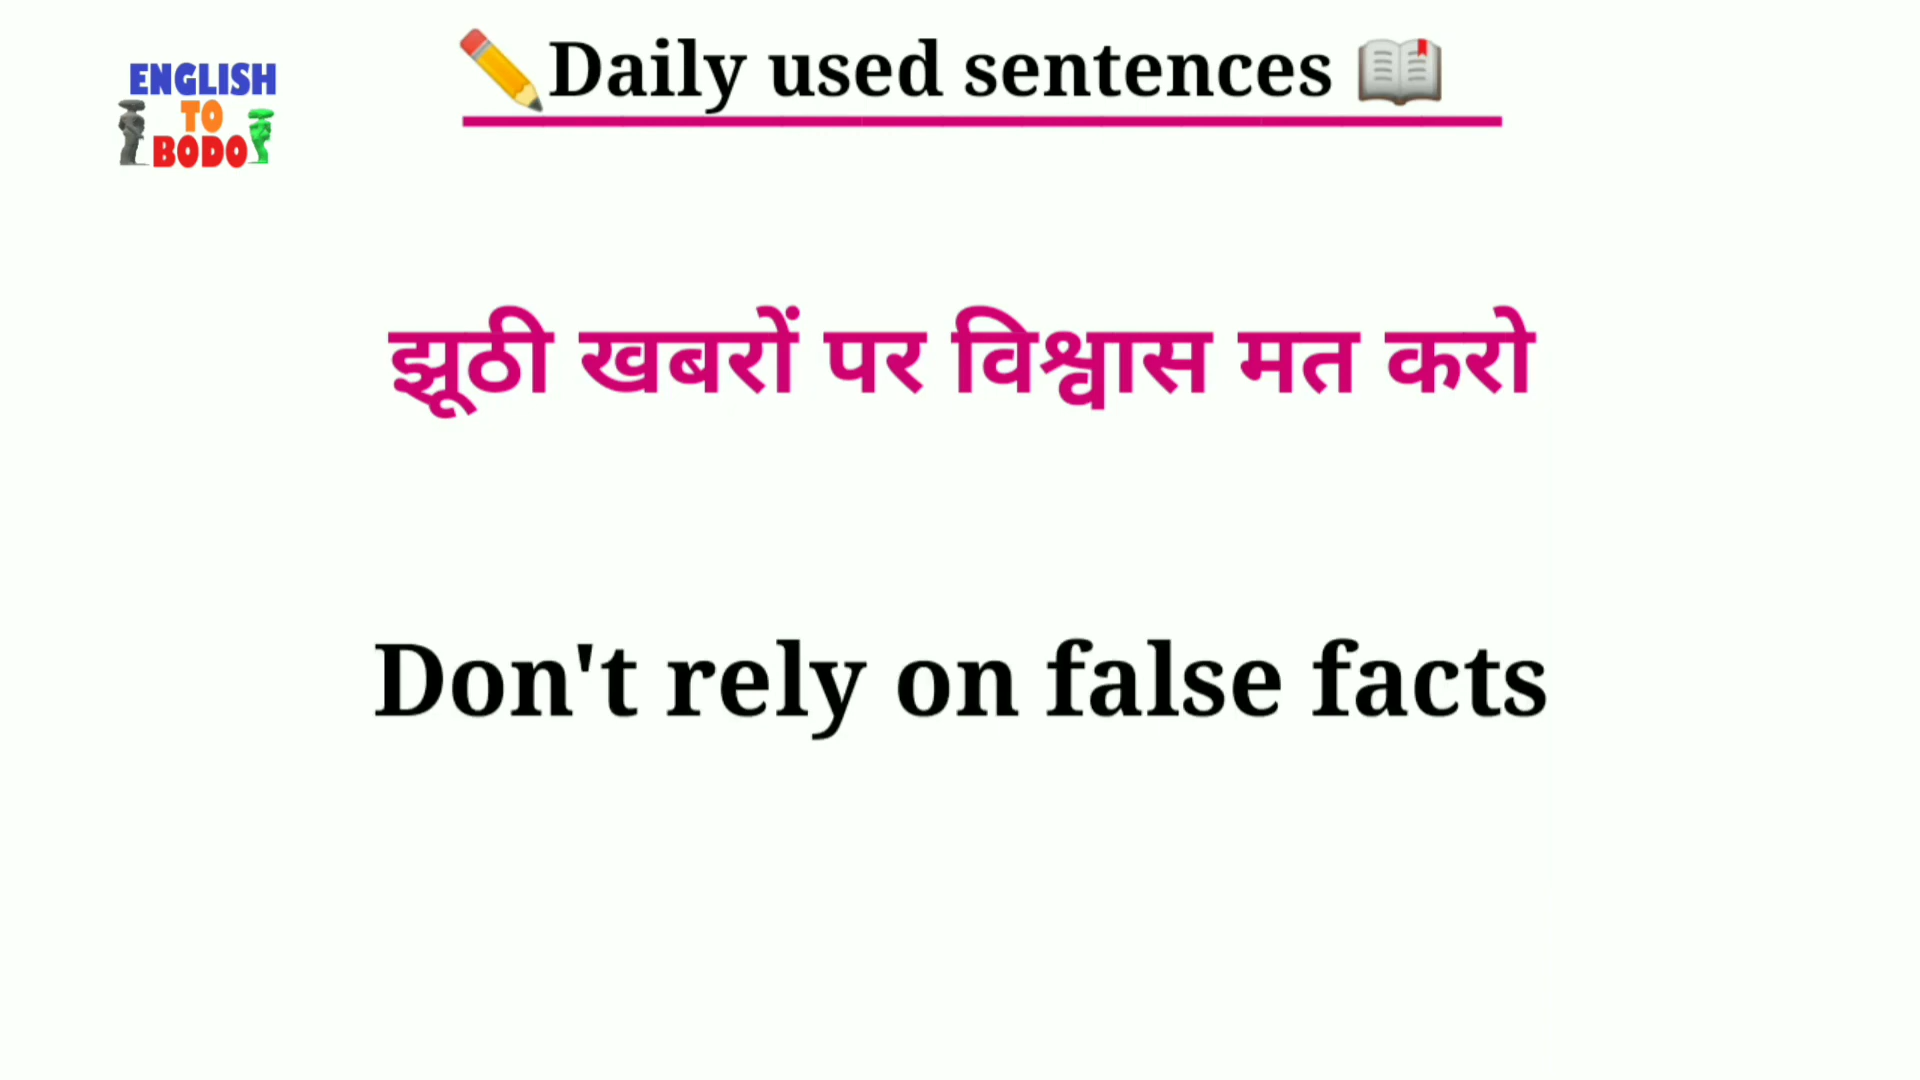 ✏️Daily used sentences 📖
ENGLISH
TO
BODO
झूठी खबरों पर विश्वास मत करो
Don't rely on false facts